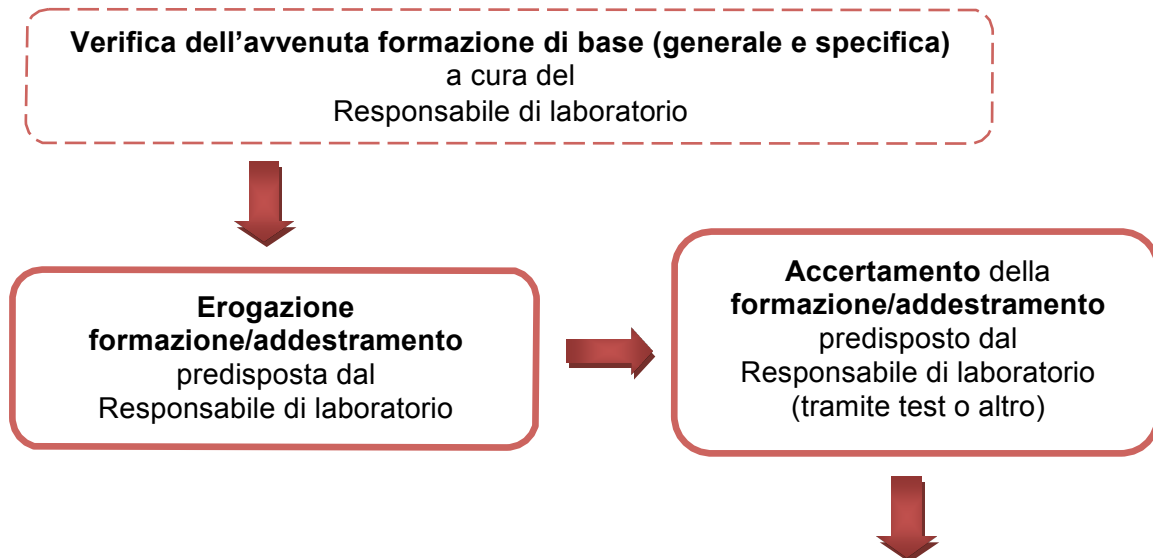 Verifica dell’avvenuta formazione di base (generale e specifica)
a cura del
Responsabile di laboratorio
Erogazione
formazione/addestramento
predisposta dal
Responsabile di laboratorio
Accertamento della
formazione/addestramento
predisposto dal
Responsabile di laboratorio
(tramite test o altro)